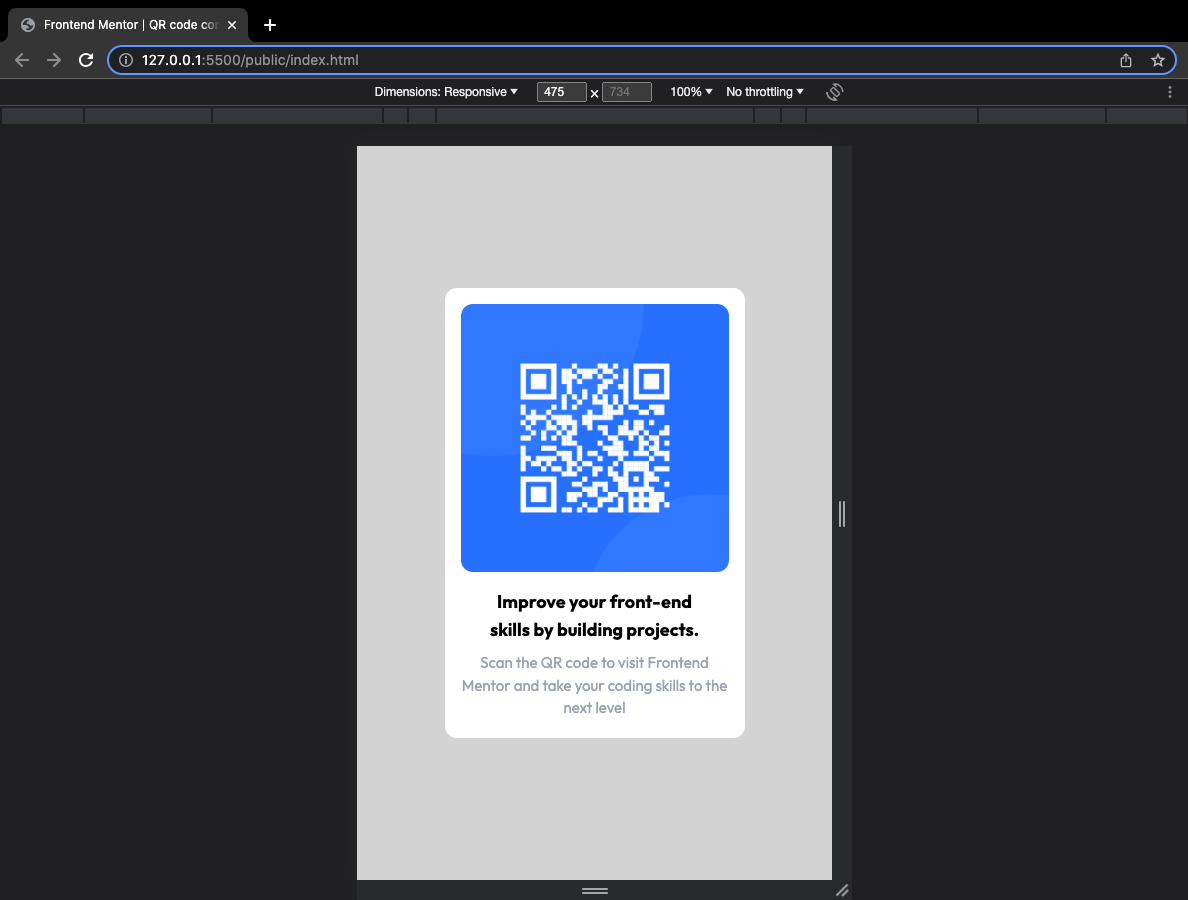 Frontend Mentor | QR code cor
127.0.0.1:5500/public/index.html
Dimensions: Responsive 475 x 734 100% No throttling
Improve your front-end
skills by building projects.
Scan the QR code to visit Frontend
Mentor and take your coding skills to the
next level